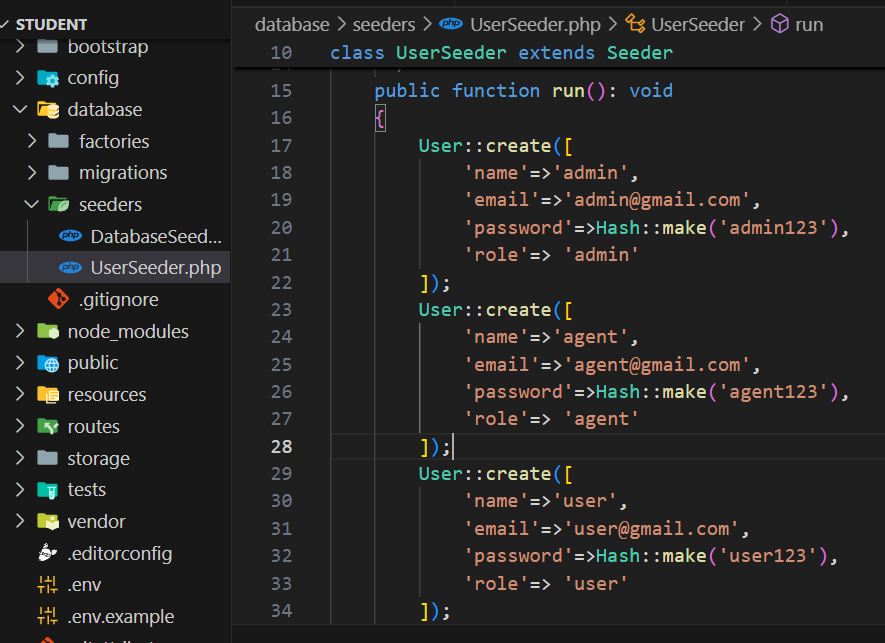 STUDENT
bootstrap
config
database
factories
migrations
seeders
DatabaseSeed...
UserSeeder.php
.gitignore
node_modules
public
resources
routes
storage
tests
vendor
.editorconfig
.env
.env.example
database > seeders > php UserSeeder.php > UserSeeder > run
10 class UserSeeder extends Seeder
15 public function run(): void
16 {
17 User::create([
18 'name'=>'admin',
19 'email'=>'admin@gmail.com',
20 'password'=>Hash::make('admin123'),
21 'role'=> 'admin'
22 ]);
23 User::create([
24 'name'=>'agent',
25 'email'=>'agent@gmail.com',
26 'password'=>Hash::make('agent123'),
27 'role'=> 'agent'
28 ]);
29 User::create([
30 'name'=>'user',
31 'email'=>'user@gmail.com',
32 'password'=>Hash::make('user123'),
33 'role'=> 'user'
34 ]);